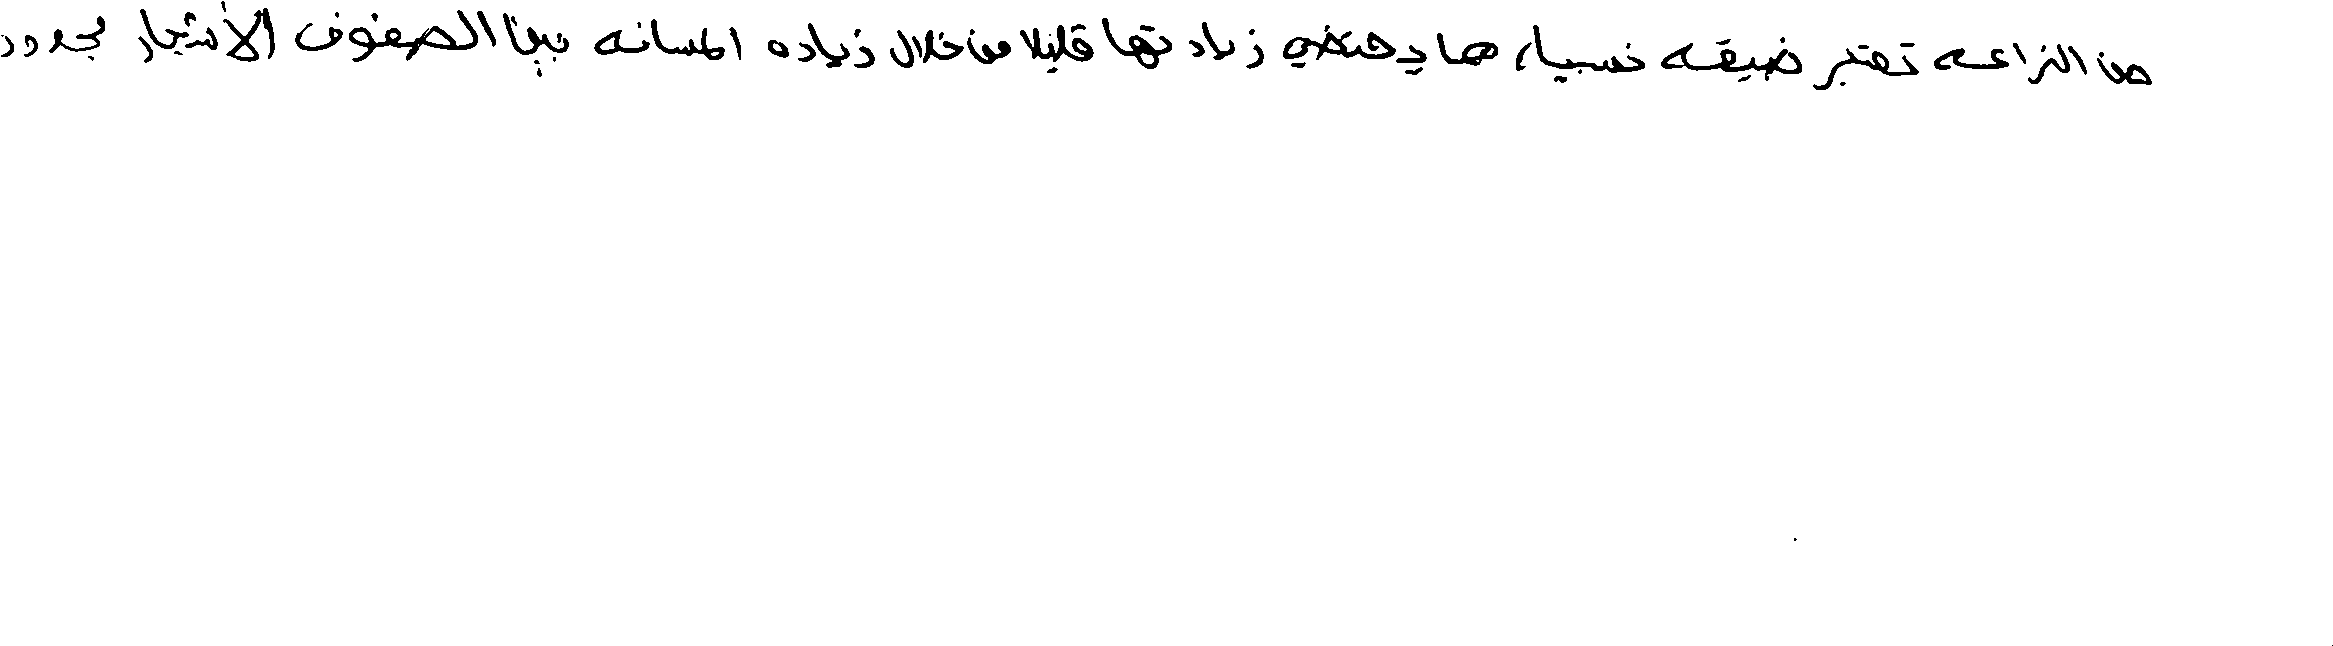 من الزراعه تعتبر ضيقه نسبيا، مما يقتضي زيادتها قليلا من خلال زياده المسافه بين الصفوف الأشجار بحدود